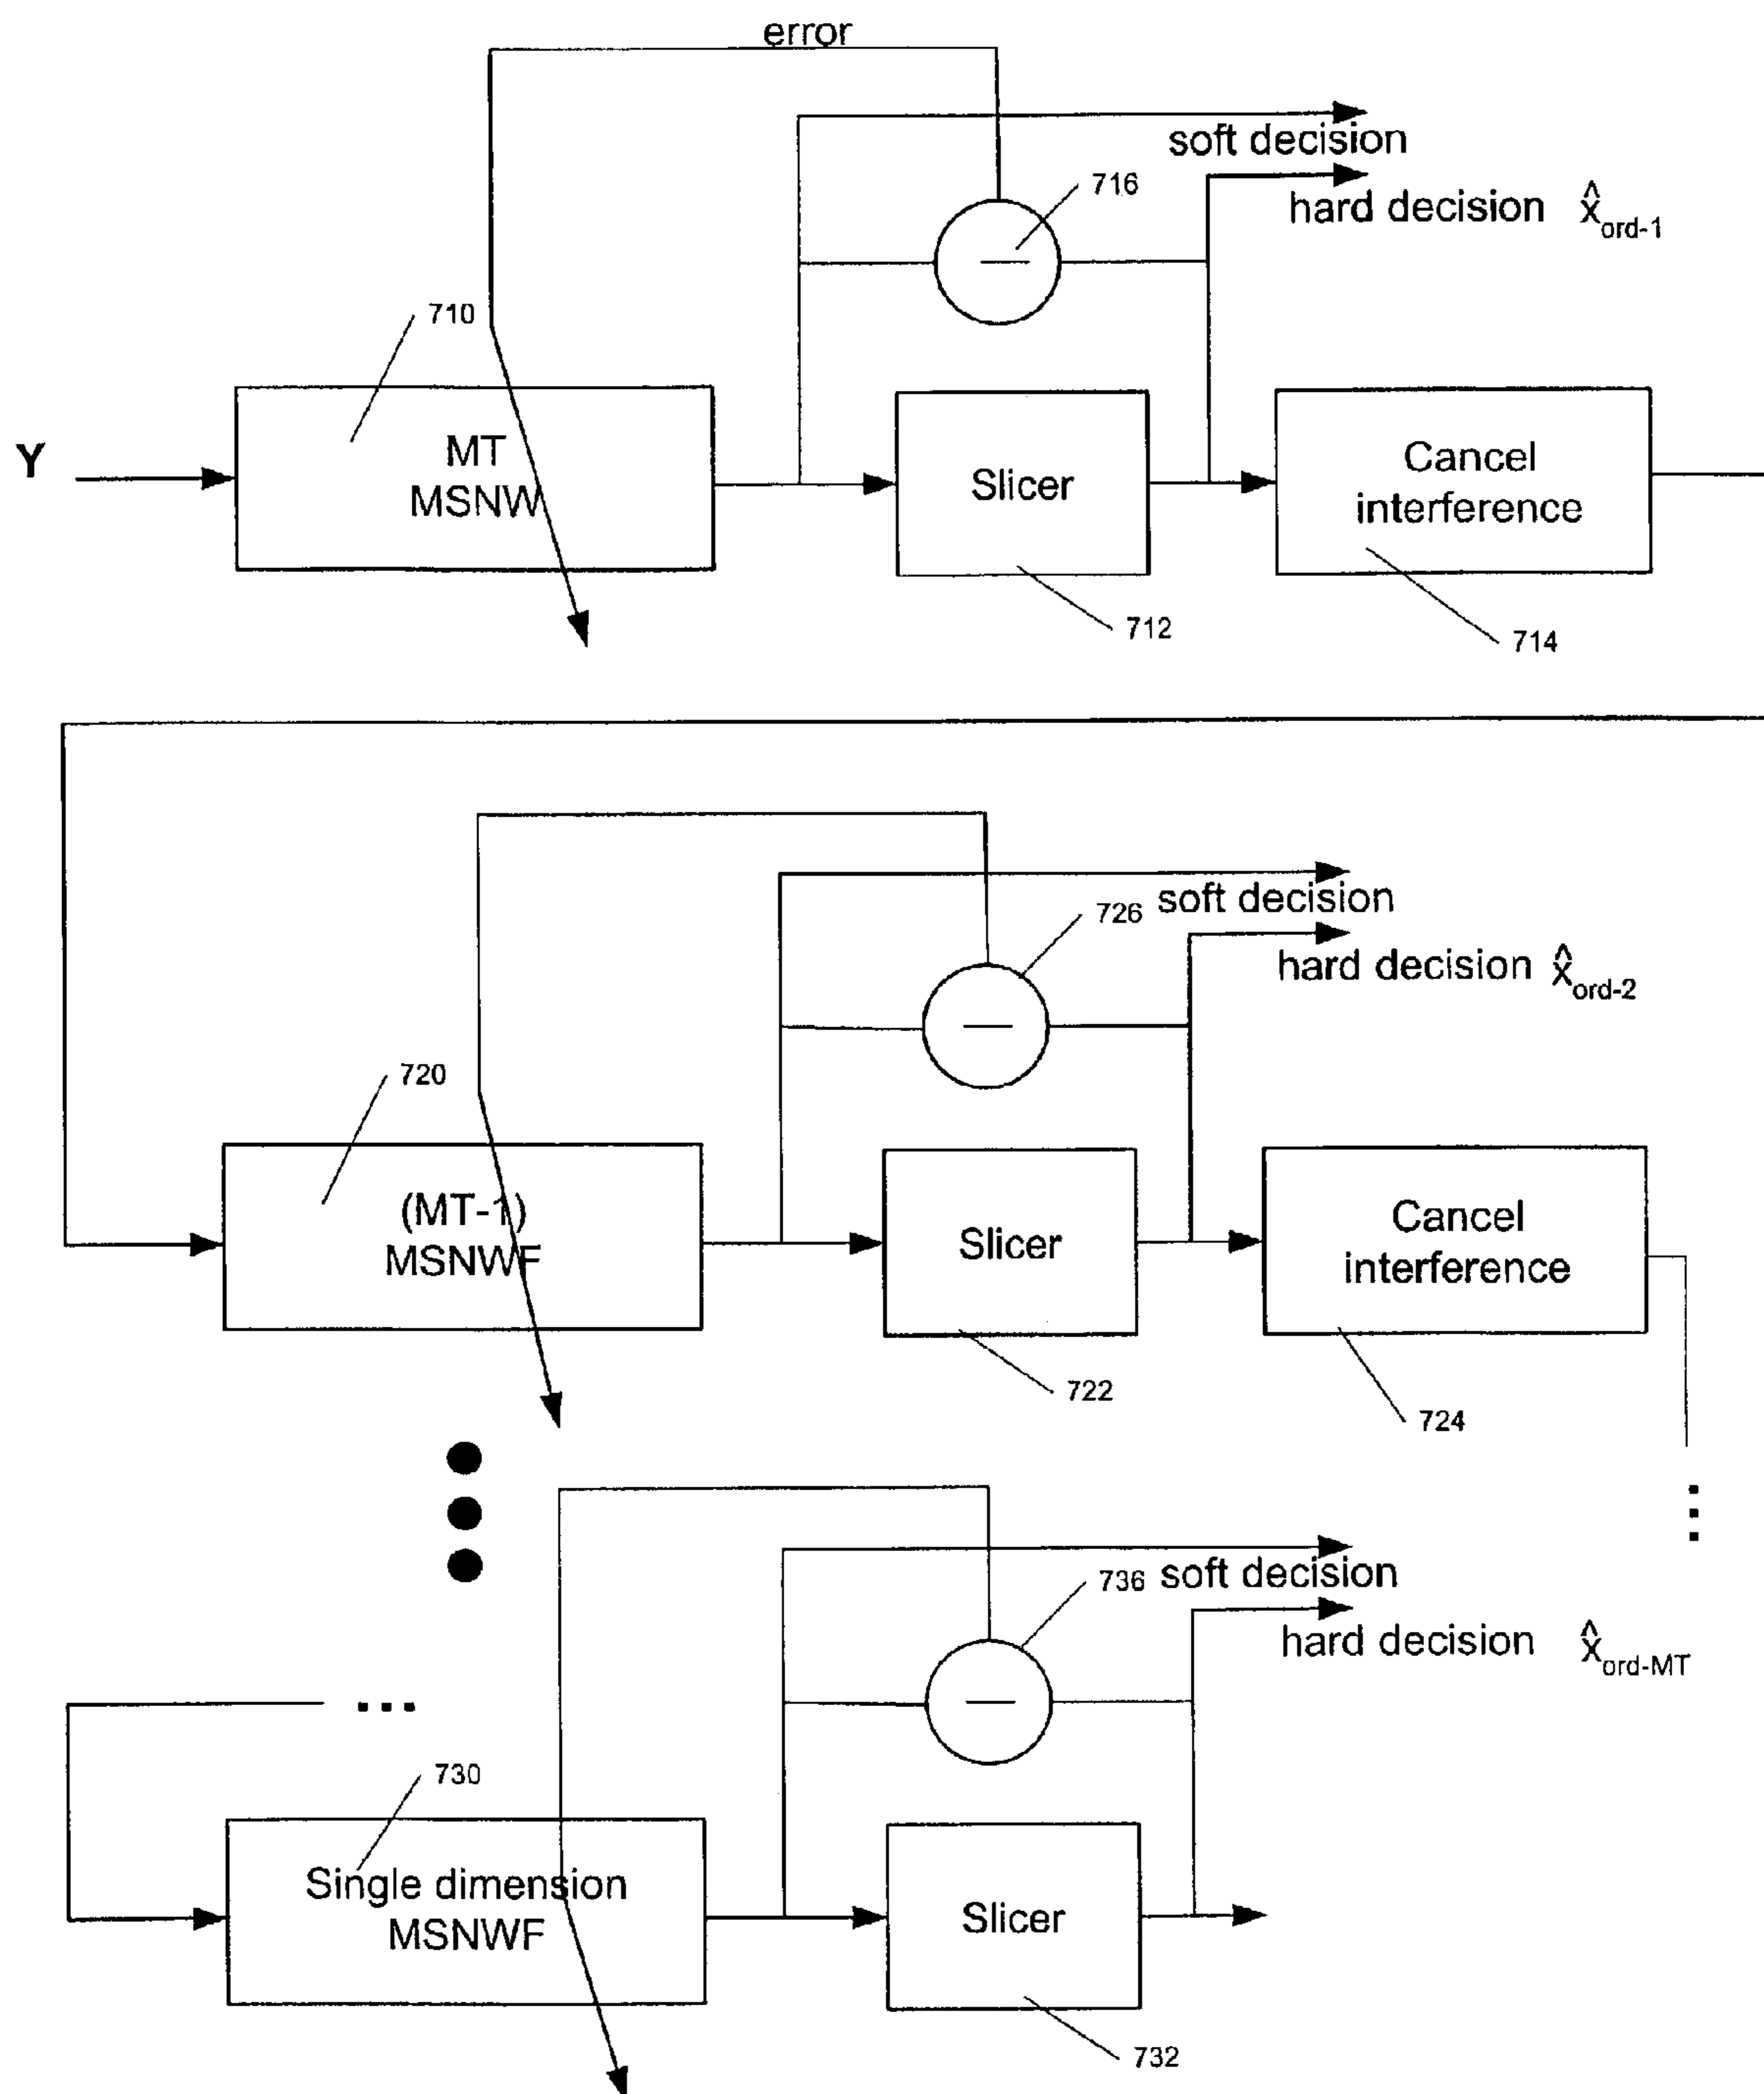 error
soft decision
716
hard decision x̂ord-1
710
Y
MT
MSNW
Slicer
Cancel
interference
712
714
726
soft decision
hard decision x̂ord-2
720
(MT-1)
MSNWF
Slicer
Cancel
interference
722
724
736
soft decision
hard decision x̂ord-MT
...
730
Single dimension
MSNWF
Slicer
732